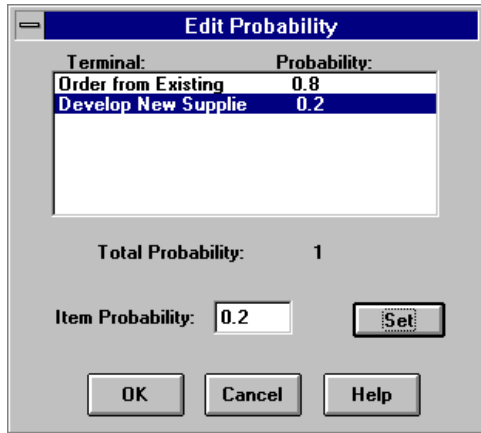 Edit Probability
Terminal: Probability:
Order from Existing 0.8
Develop New Supplie 0.2
Total Probability: 1
Item Probability: 0.2 Set
OK Cancel Help